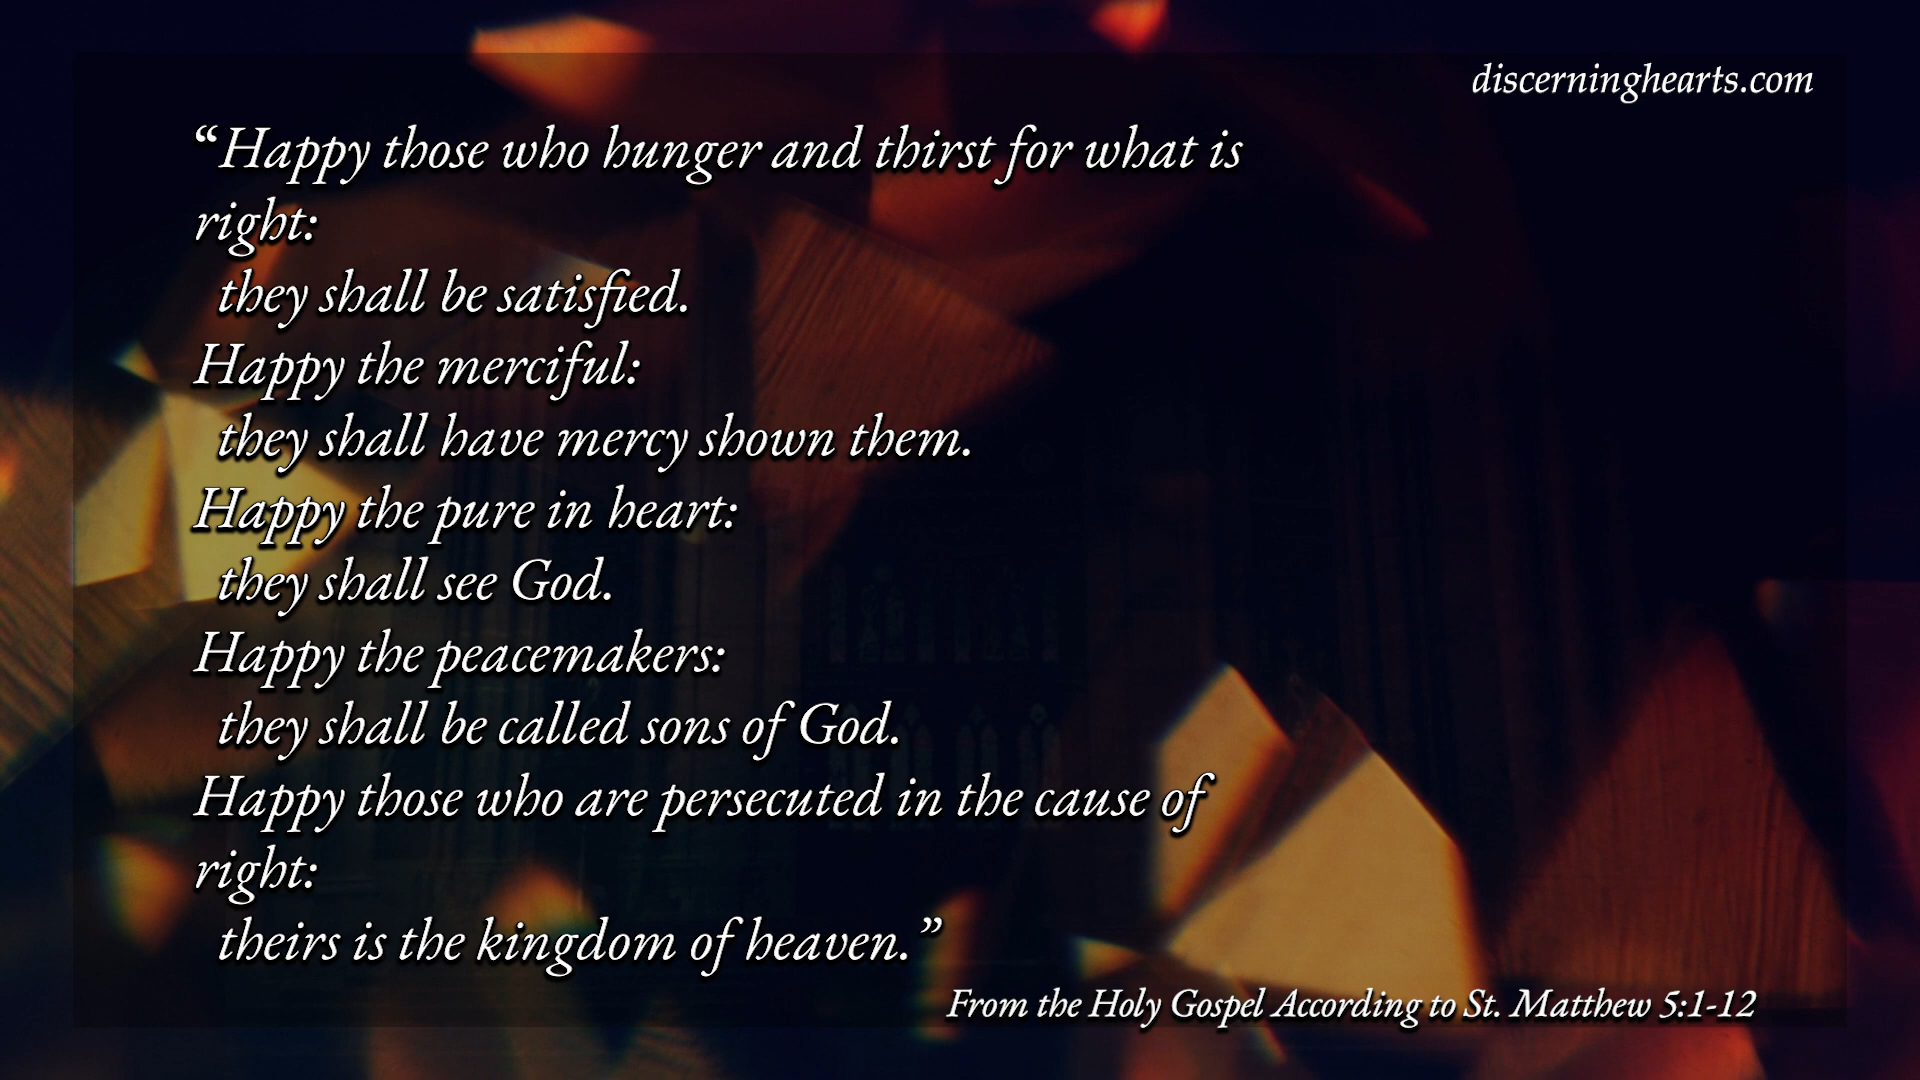 discerninghearts.com
“Happy those who hunger and thirst for what is
right:
they shall be satisfied.
Happy the merciful:
they shall have mercy shown them.
Happy the pure in heart:
they shall see God.
Happy the peacemakers:
they shall be called sons of God.
Happy those who are persecuted in the cause of
right:
theirs is the kingdom of heaven.”
From the Holy Gospel According to St. Matthew 5:1-12